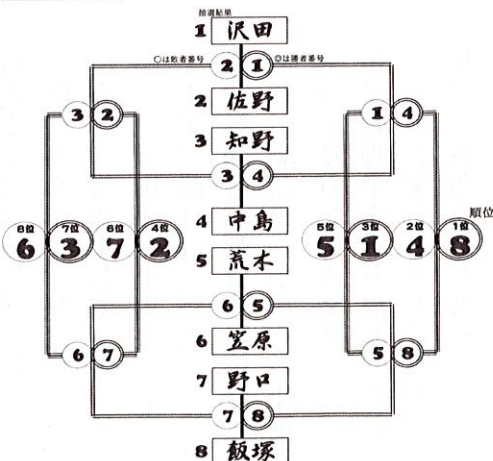 抽選結果
1 沢田
○は敗者番号 2 1 ◎は勝者番号
2 佐野
3 2 1 4
3 知野
3 4
4 中島
順位
8位 7位 6位 4位 5位 3位 2位 1位
6 3 7 2 5 1 4 8
5 荒木
6 5
6 笠原
6 7 5 8
7 野口
7 8
8 飯塚